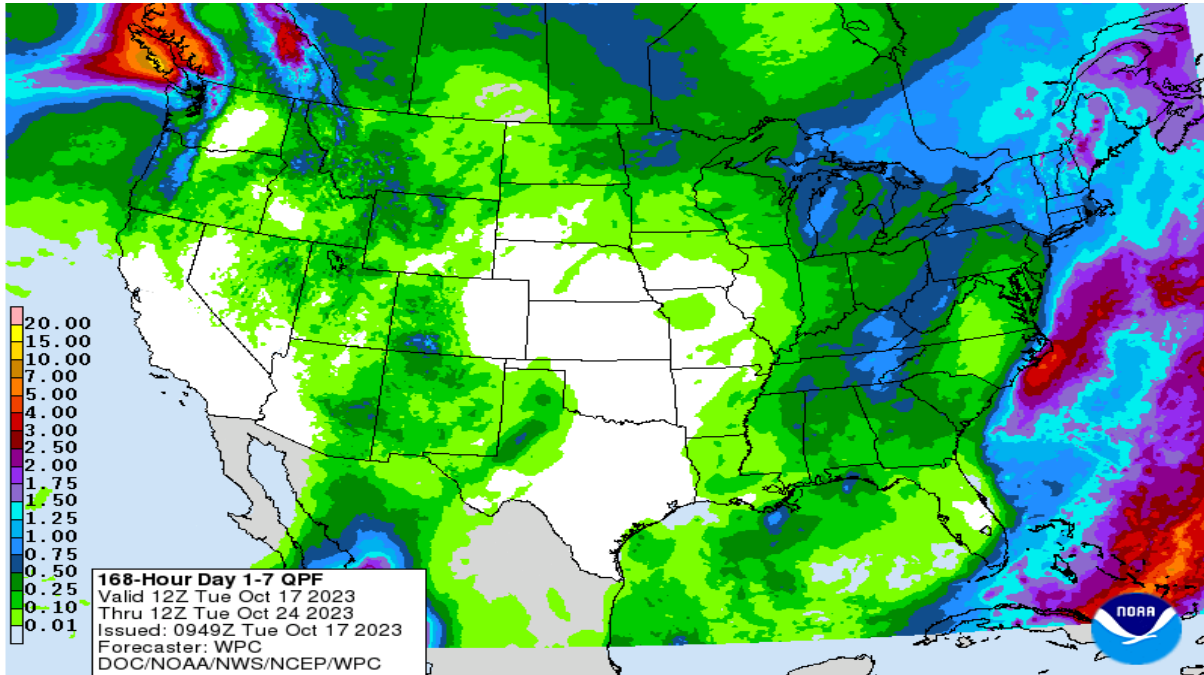 20.00
15.00
10.00
7.00
5.00
4.00
3.00
2.50
2.00
1.75
1.50
1.25
1.00
0.75
0.50
0.25
0.10
0.01
168-Hour Day 1-7 QPF
Valid 12Z Tue Oct 17 2023
Thru 12Z Tue Oct 24 2023
Issued: 0949Z Tue Oct 17 2023
Forecaster: WPC
DOC/NOAA/NWS/NCEP/WPC
NOAA